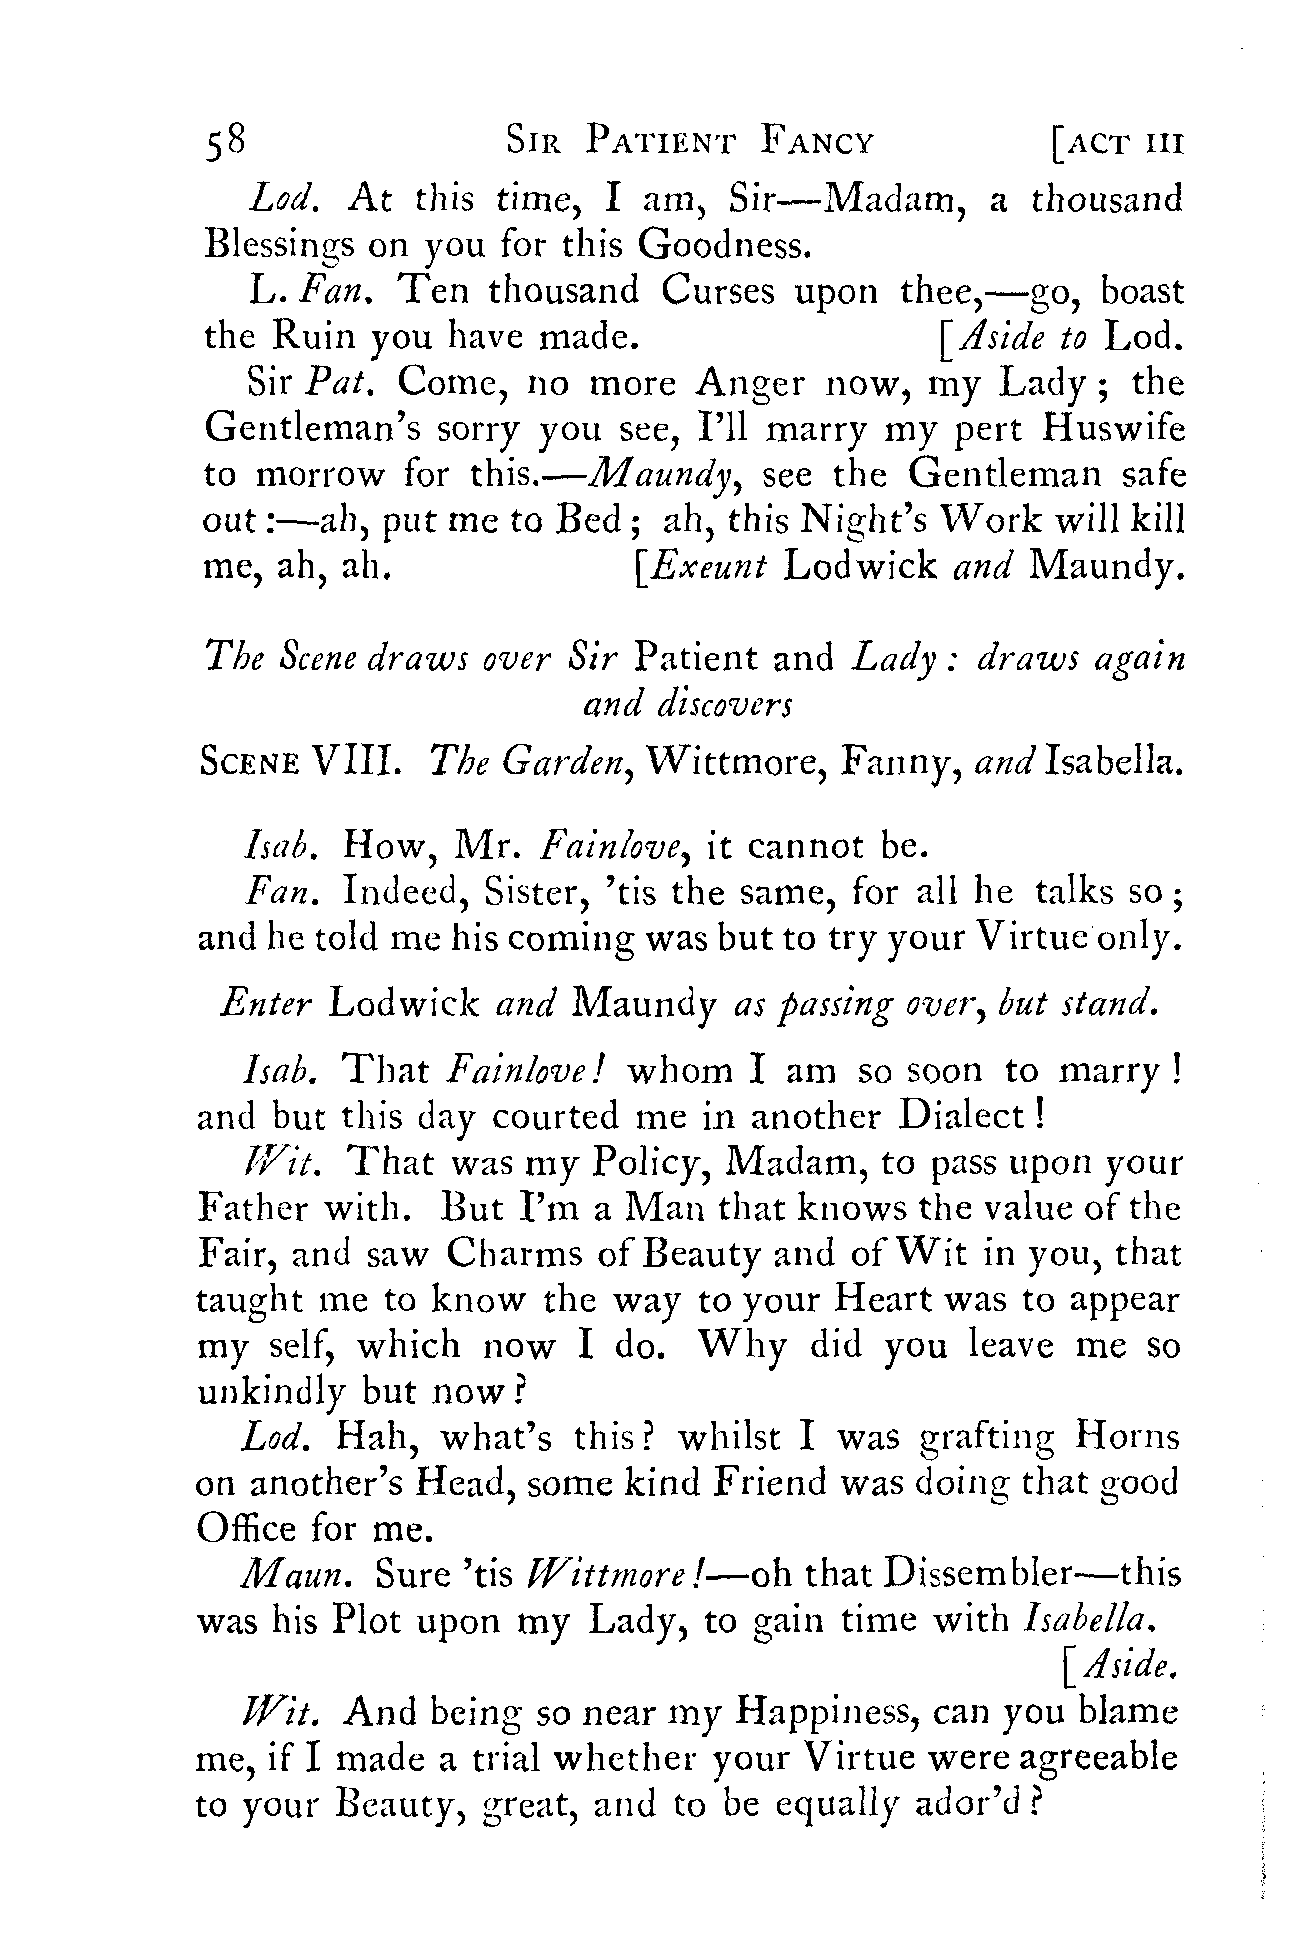 58 Sir Patient Fancy [act iii
Lod. At this time, I am, Sir—Madam, a thousand
Blessings on you for this Goodness.
L. Fan. Ten thousand Curses upon thee,—go, boast
the Ruin you have made. [Aside to Lod.
Sir Pat. Come, no more Anger now, my Lady; the
Gentleman's sorry you see, I'll marry my pert Huswife
to morrow for this.—Maundy, see the Gentleman safe
out:—ah, put me to Bed; ah, this Night's Work will kill
me, ah, ah. [Exeunt Lodwick and Maundy.
The Scene draws over Sir Patient and Lady: draws again
and discovers
Scene VIII. The Garden, Wittmore, Fanny, and Isabella.
Isab. How, Mr. Fainlove, it cannot be.
Fan. Indeed, Sister, 'tis the same, for all he talks so;
and he told me his coming was but to try your Virtue only.
Enter Lodwick and Maundy as passing over, but stand.
Isab. That Fainlove! whom I am so soon to marry!
and but this day courted me in another Dialect!
Wit. That was my Policy, Madam, to pass upon your
Father with. But I'm a Man that knows the value of the
Fair, and saw Charms of Beauty and of Wit in you, that
taught me to know the way to your Heart was to appear
my self, which now I do. Why did you leave me so
unkindly but now?
Lod. Hah, what's this? whilst I was grafting Horns
on another's Head, some kind Friend was doing that good
Office for me.
Maun. Sure 'tis Wittmore!—oh that Dissembler—this
was his Plot upon my Lady, to gain time with Isabella.
[Aside.
Wit. And being so near my Happiness, can you blame
me, if I made a trial whether your Virtue were agreeable
to your Beauty, great, and to be equally ador'd?